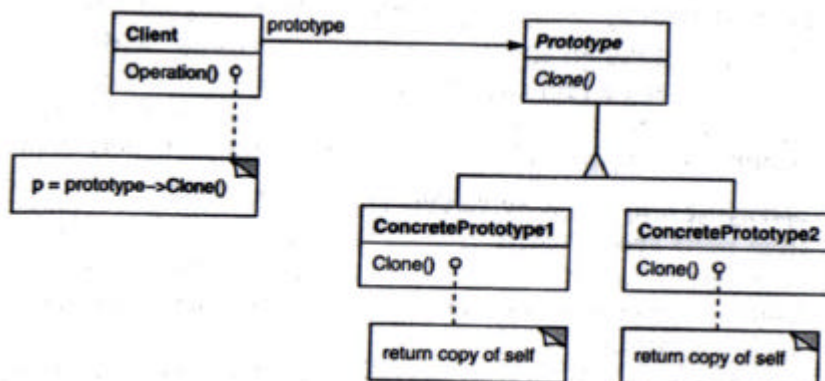 Client
Operation()
prototype
Prototype
Clone()
p = prototype->Clone()
ConcretePrototype1
Clone()
return copy of self
ConcretePrototype2
Clone()
return copy of self